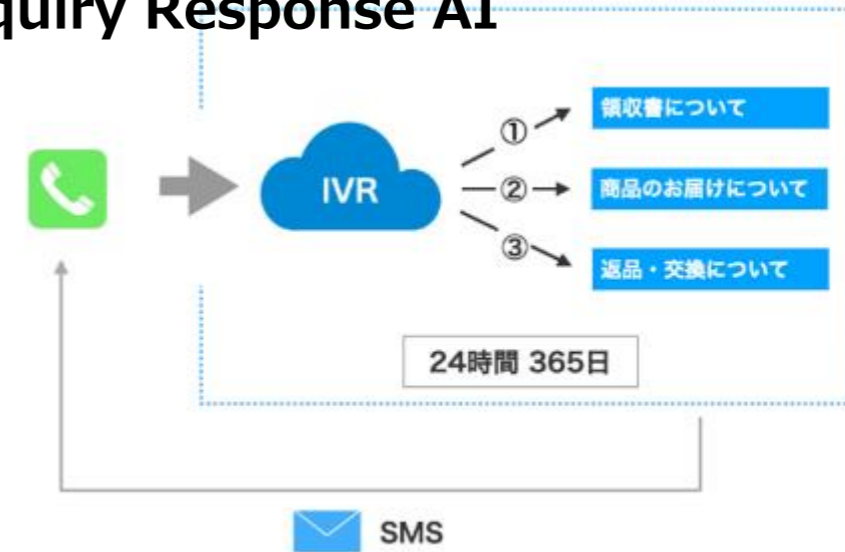 quiry Response AI
① 領収書について
IVR
② 商品のお届けについて
③ 返品・交換について
24時間 365日
SMS